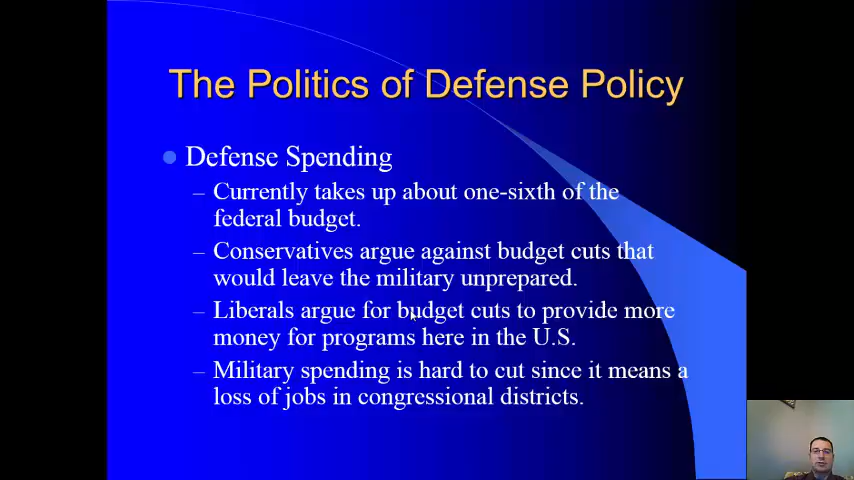 The Politics of Defense Policy
Defense Spending
– Currently takes up about one-sixth of the
federal budget.
– Conservatives argue against budget cuts that
would leave the military unprepared.
– Liberals argue for budget cuts to provide more
money for programs here in the U.S.
– Military spending is hard to cut since it means a
loss of jobs in congressional districts.